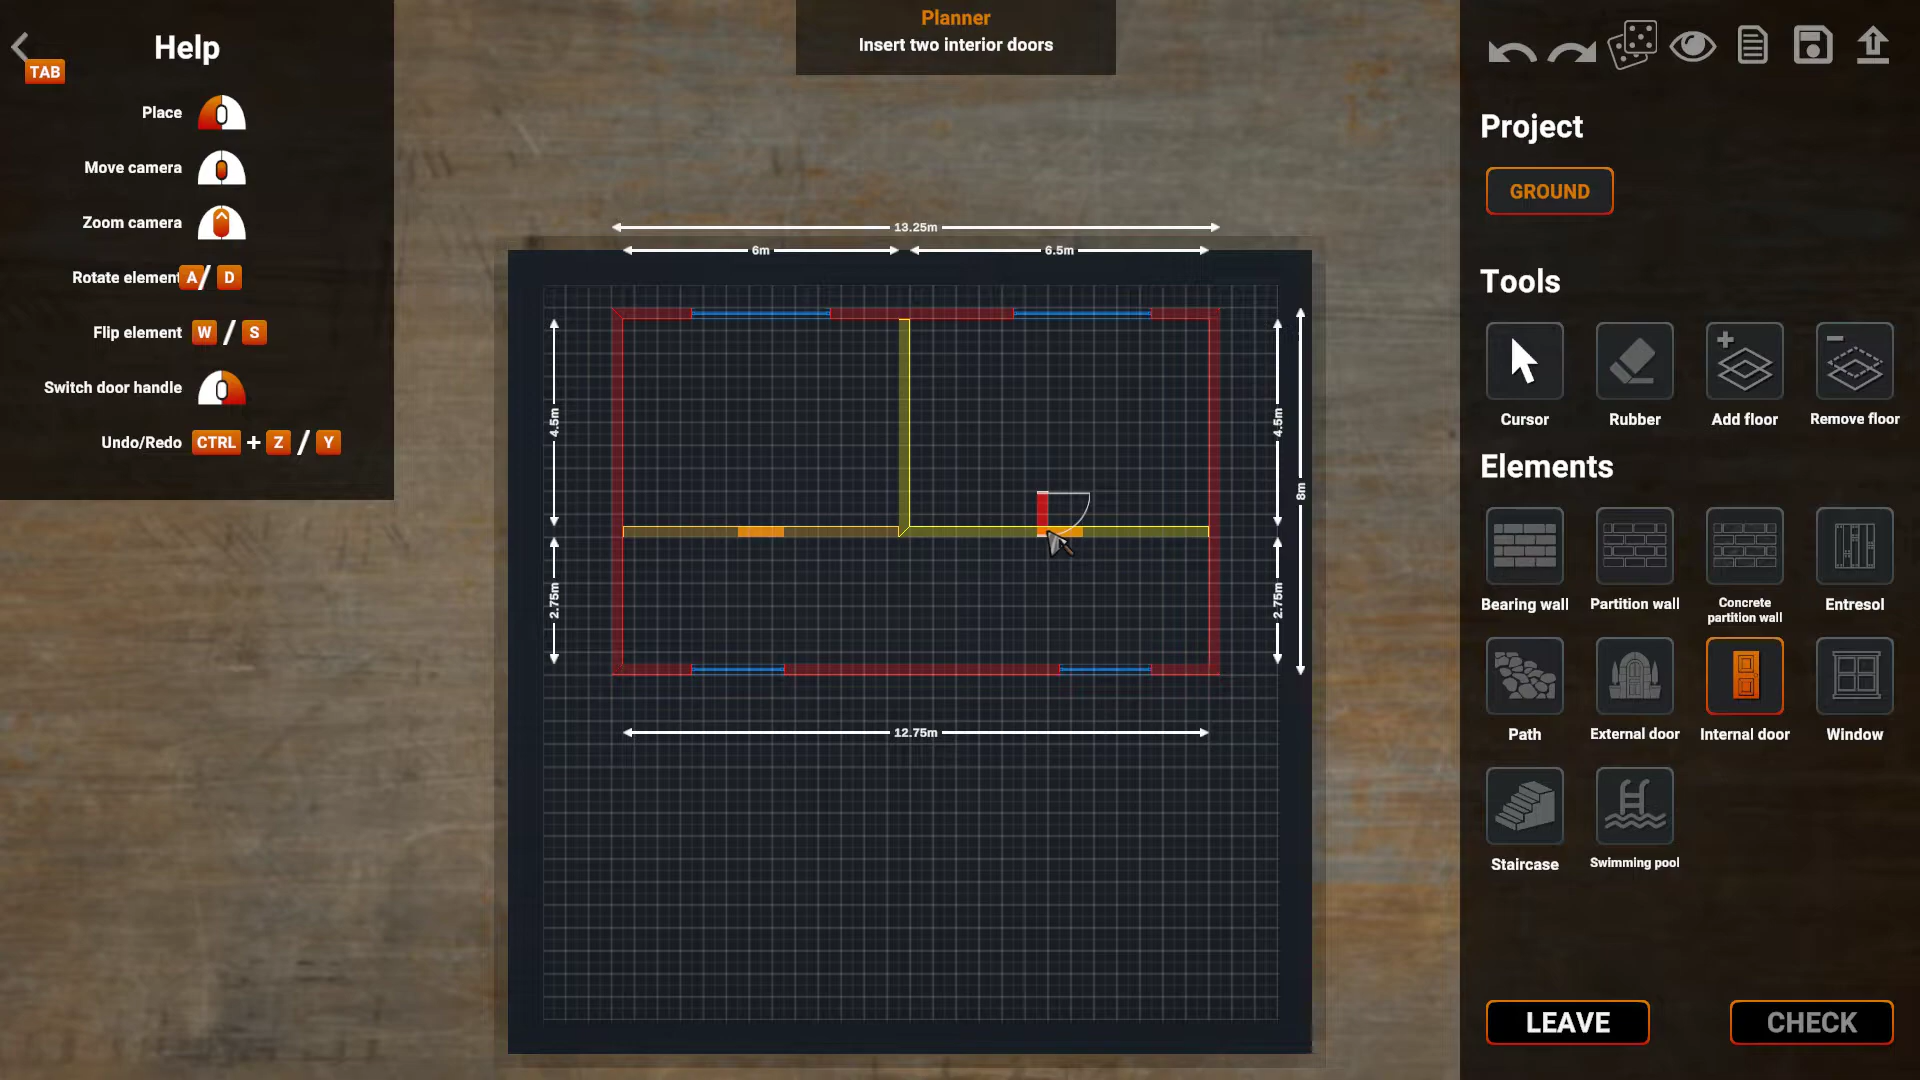 Help
TAB
Place
Move camera
Zoom camera
Rotate element A / D
Flip element W / S
Switch door handle
Undo/Redo CTRL + Z / Y
Planner
Insert two interior doors
13.25m
6m
6.5m
4.5m
4.5m
8m
2.75m
2.75m
12.75m
Project
GROUND
Tools
Cursor
Rubber
Add floor
Remove floor
Elements
Bearing wall
Partition wall
Concrete
partition wall
Entresol
Path
External door
Internal door
Window
Staircase
Swimming pool
LEAVE
CHECK